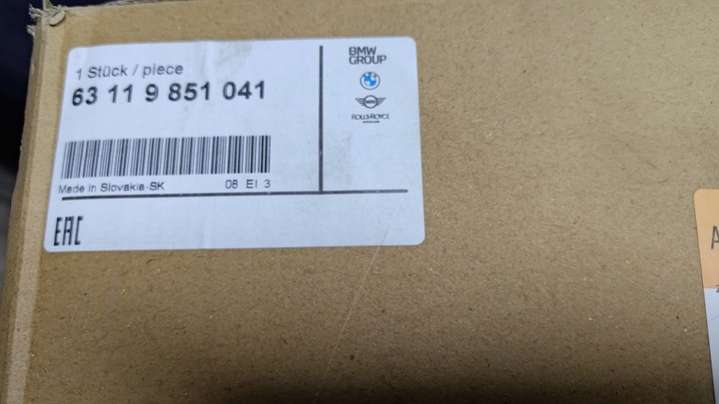 1 Stück / piece
63 11 9 851 041
Made in Slovakia-SK 08 EI 3
EAC
BMW
GROUP
ROLLS-ROYCE
A